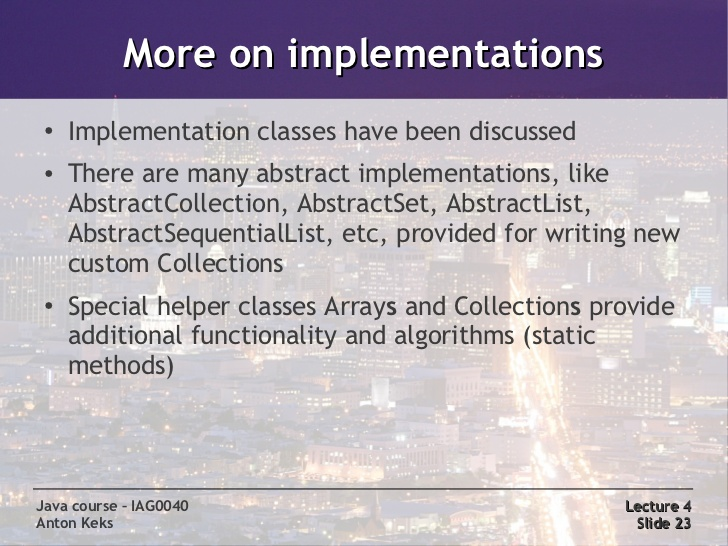 More on implementations
• Implementation classes have been discussed
• There are many abstract implementations, like
AbstractCollection, AbstractSet, AbstractList,
AbstractSequentialList, etc, provided for writing new
custom Collections
• Special helper classes Arrays and Collections provide
additional functionality and algorithms (static
methods)
Java course – IAG0040
Anton Keks
Lecture 4
Slide 23